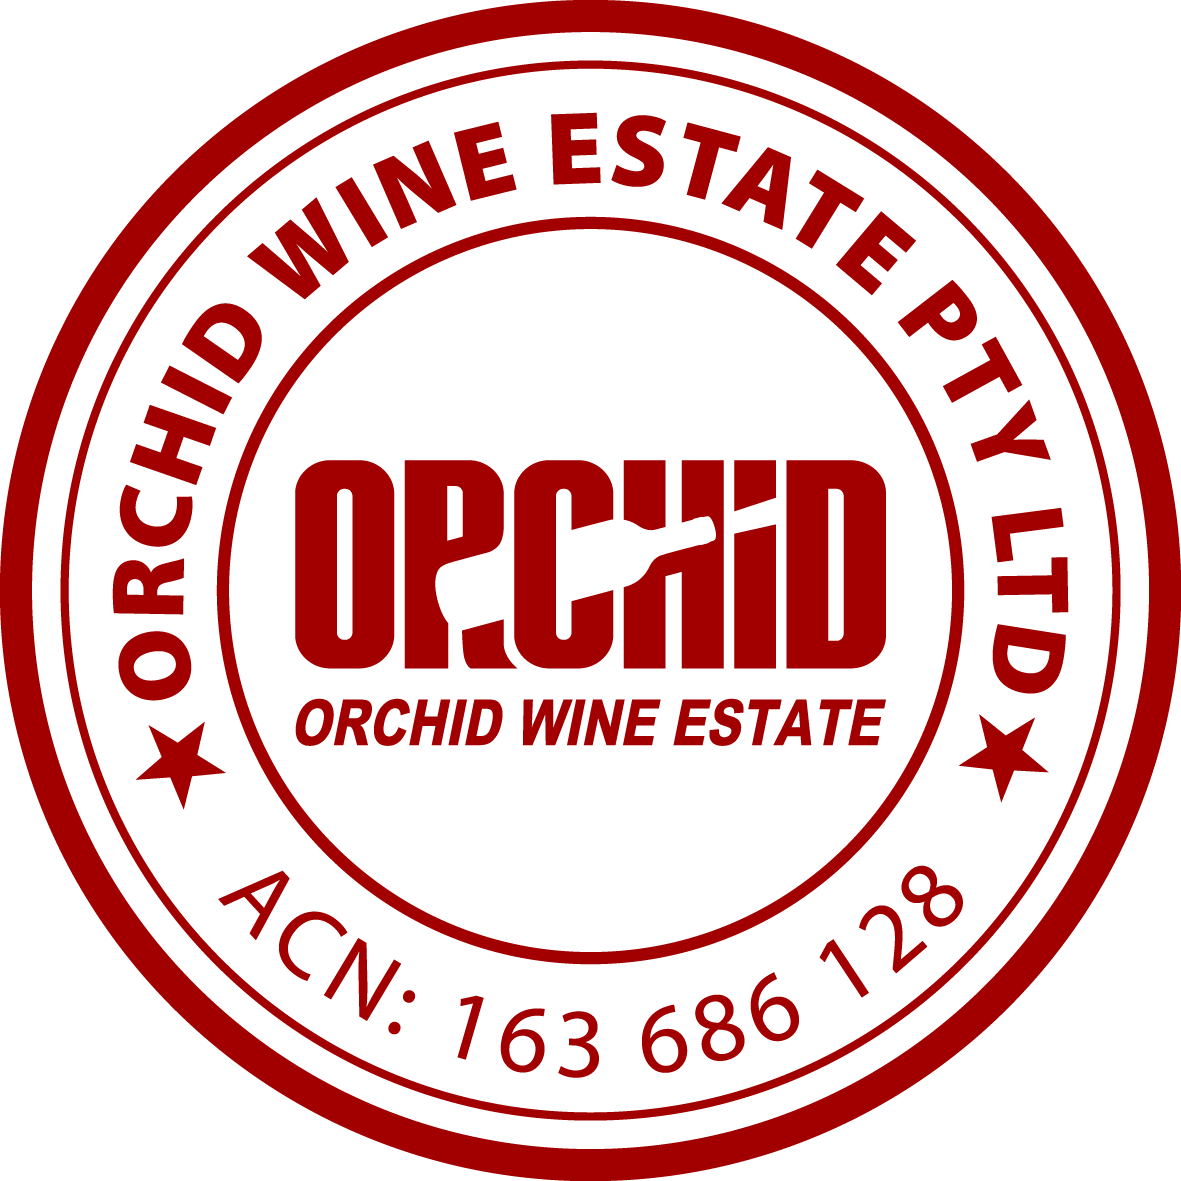 ORCHID WINE ESTATE PTY LTD
ORCHiD
ORCHID WINE ESTATE
ACN: 163 686 128